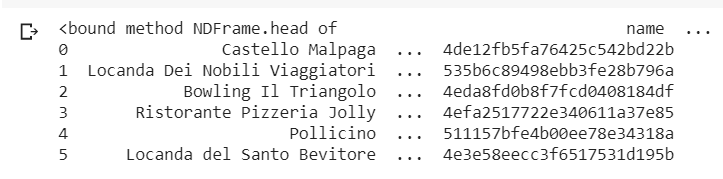 <bound method NDFrame.head of name ...
0 Castello Malpaga ... 4de12fb5fa76425c542bd22b
1 Locanda Dei Nobili Viaggiatori ... 535b6c89498ebb3fe28b796a
2 Bowling Il Triangolo ... 4eda8fd0b8f7fcd0408184df
3 Ristorante Pizzeria Jolly ... 4efa2517722e340611a37e85
4 Pollicino ... 511157bfe4b00ee78e34318a
5 Locanda del Santo Bevitore ... 4e3e58eecc3f6517531d195b